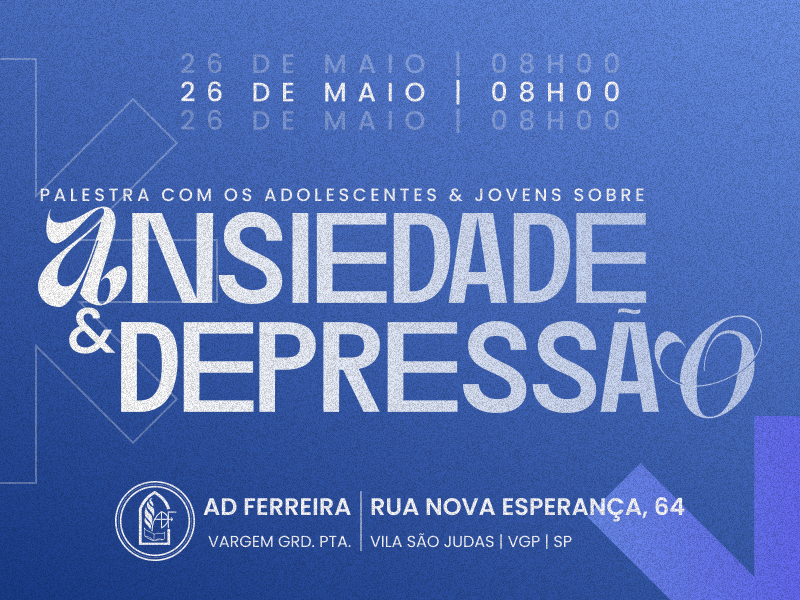 26 DE MAIO | 08H00
26 DE MAIO | 08H00
26 DE MAIO | 08H00
PALESTRA COM OS ADOLESCENTES & JOVENS SOBRE
ANSIEDADE
& DEPRESSÃO
AD FERREIRA | RUA NOVA ESPERANÇA, 64
VARGEM GRD. PTA. | VILA SÃO JUDAS | VGP | SP